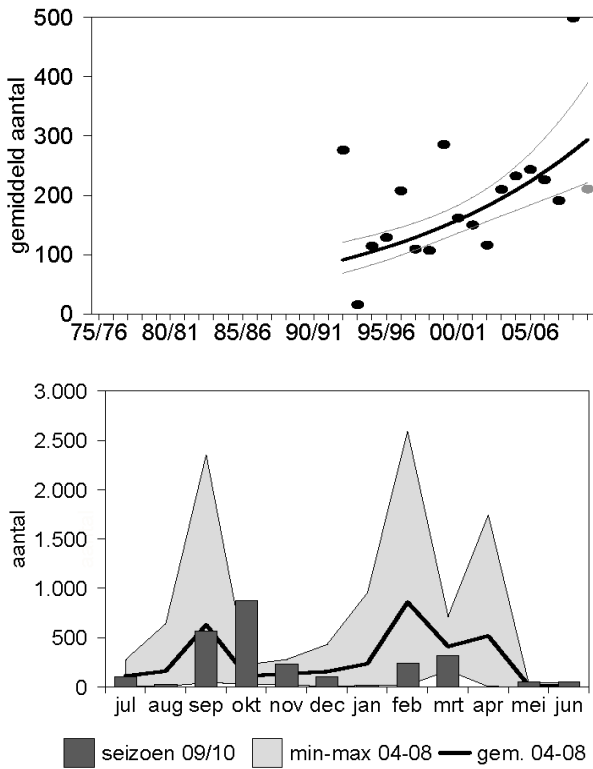 500
400
300
200
100
0
gemiddeld aantal
75/76 80/81 85/86 90/91 95/96 00/01 05/06
3.000
2.500
2.000
1.500
1.000
500
0
aantal
jul aug sep okt nov dec jan feb mrt apr mei jun
seizoen 09/10 min-max 04-08 gem. 04-08